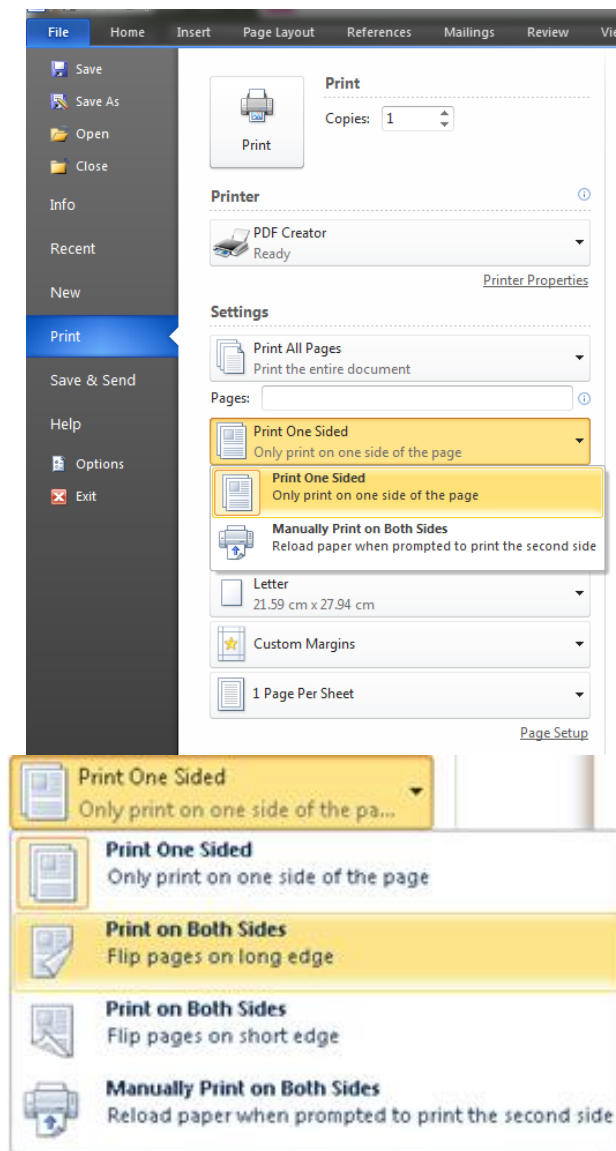 File Home Insert Page Layout References Mailings Review Vie
Save
Save As
Open
Close
Info
Recent
New
Print
Save & Send
Help
Options
Exit
Print
Print
Copies: 1
Printer
PDF Creator
Ready
Printer Properties
Settings
Print All Pages
Print the entire document
Pages:
Print One Sided
Only print on one side of the page
Print One Sided
Only print on one side of the page
Manually Print on Both Sides
Reload paper when prompted to print the second side
Letter
21.59 cm x 27.94 cm
Custom Margins
1 Page Per Sheet
Page Setup
Print One Sided
Only print on one side of the pa...
Print One Sided
Only print on one side of the page
Print on Both Sides
Flip pages on long edge
Print on Both Sides
Flip pages on short edge
Manually Print on Both Sides
Reload paper when prompted to print the second side